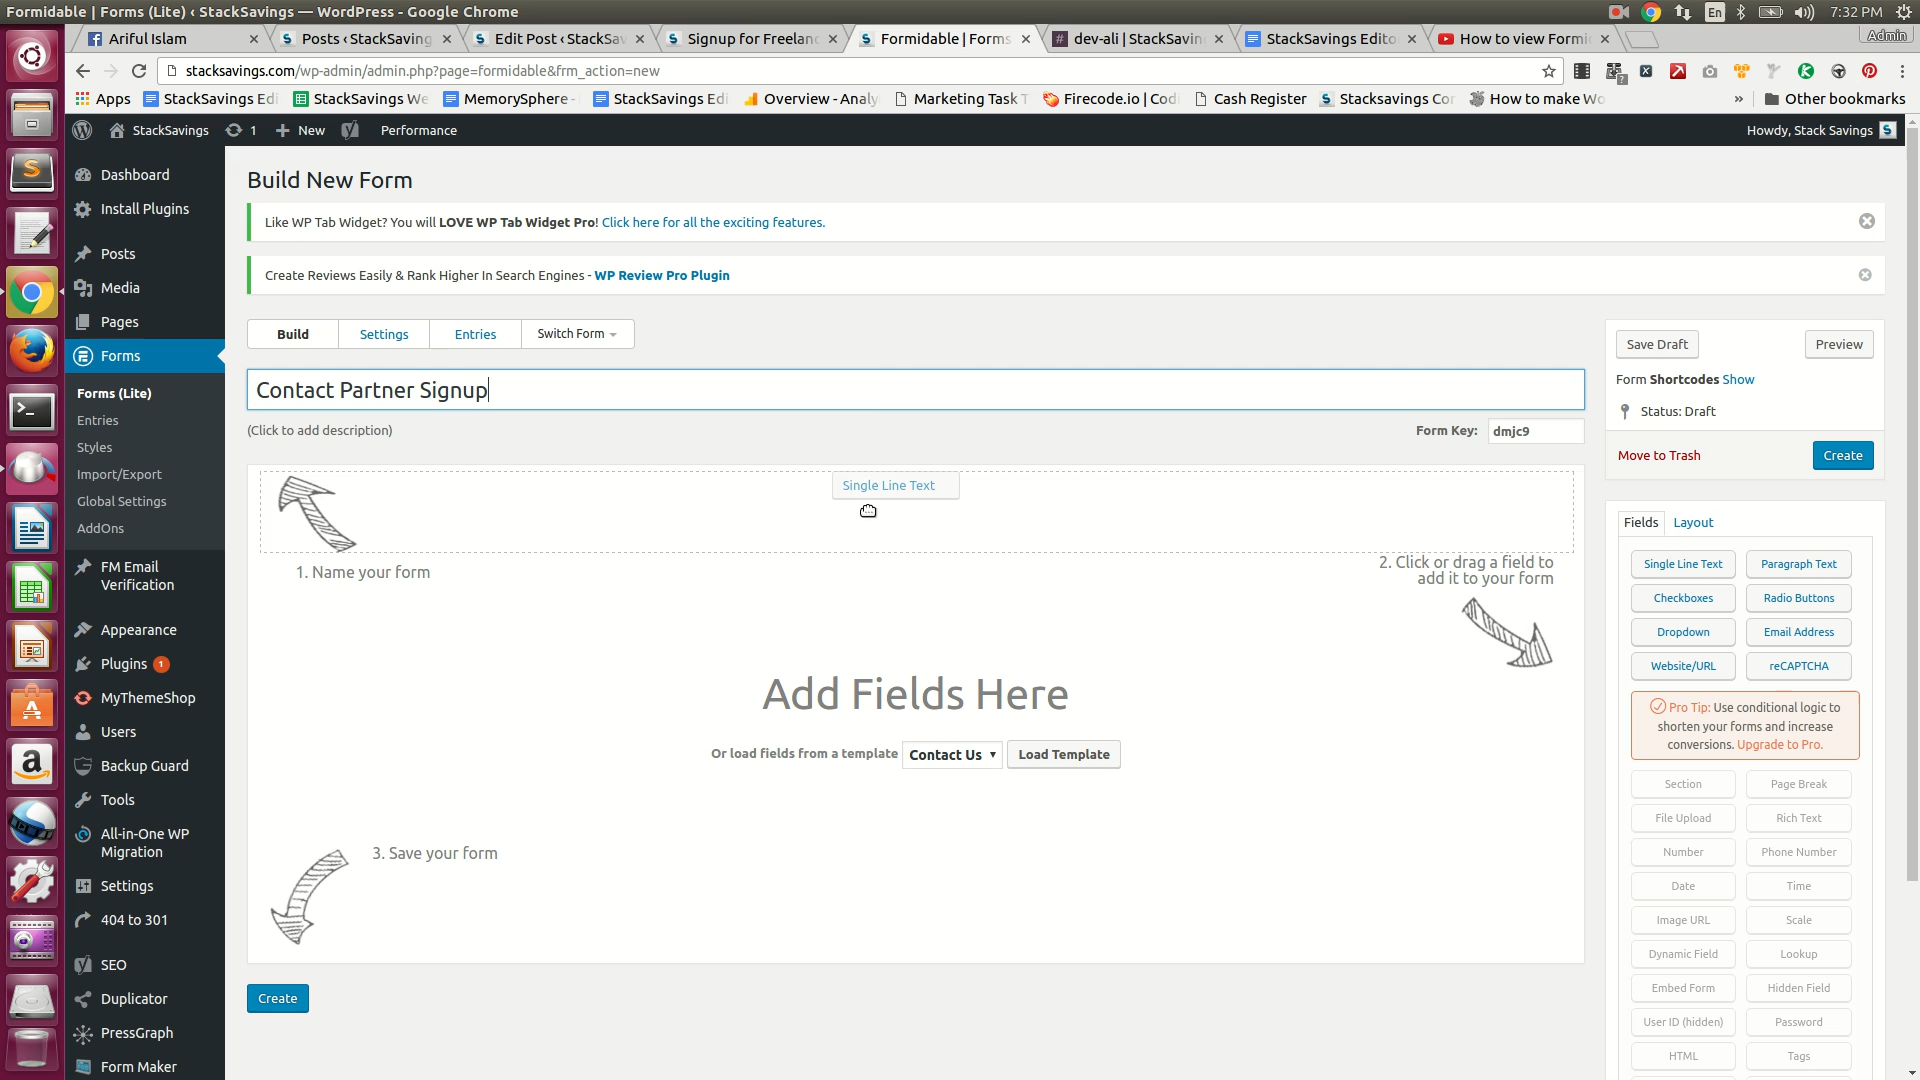 Formidable | Forms (Lite) ‹ StackSavings — WordPress - Google Chrome
En
7:32 PM
Ariful Islam
Posts ‹ StackSaving
Edit Post ‹ StackSav
Signup for Freelanc
Formidable | Forms
dev-ali | StackSavin
StackSavings Edito
How to view Formi
Admin
stacksavings.com/wp-admin/admin.php?page=formidable&frm_action=new
Apps
StackSavings Edi
StackSavings We
MemorySphere -
StackSavings Edi
Overview - Analy
Marketing Task T
Firecode.io | Codi
Cash Register
Stacksavings Cor
How to make Wo
»
Other bookmarks
StackSavings
1
New
Performance
Howdy, Stack Savings
Dashboard
Install Plugins
Posts
Media
Pages
Forms
Forms (Lite)
Entries
Styles
Import/Export
Global Settings
AddOns
FM Email
Verification
Appearance
Plugins 1
MyThemeShop
Users
Backup Guard
Tools
All-in-One WP
Migration
Settings
404 to 301
SEO
Duplicator
PressGraph
Form Maker
Build New Form
Like WP Tab Widget? You will LOVE WP Tab Widget Pro! Click here for all the exciting features.
Create Reviews Easily & Rank Higher In Search Engines - WP Review Pro Plugin
Build
Settings
Entries
Switch Form
Contact Partner Signup
(Click to add description)
Form Key: dmjc9
Single Line Text
1. Name your form
2. Click or drag a field to
add it to your form
Add Fields Here
Or load fields from a template Contact Us Load Template
3. Save your form
Create
Save Draft
Preview
Form Shortcodes Show
Status: Draft
Move to Trash
Create
Fields
Layout
Single Line Text
Paragraph Text
Checkboxes
Radio Buttons
Dropdown
Email Address
Website/URL
reCAPTCHA
Pro Tip: Use conditional logic to
shorten your forms and increase
conversions. Upgrade to Pro.
Section
Page Break
File Upload
Rich Text
Number
Phone Number
Date
Time
Image URL
Scale
Dynamic Field
Lookup
Embed Form
Hidden Field
User ID (hidden)
Password
HTML
Tags